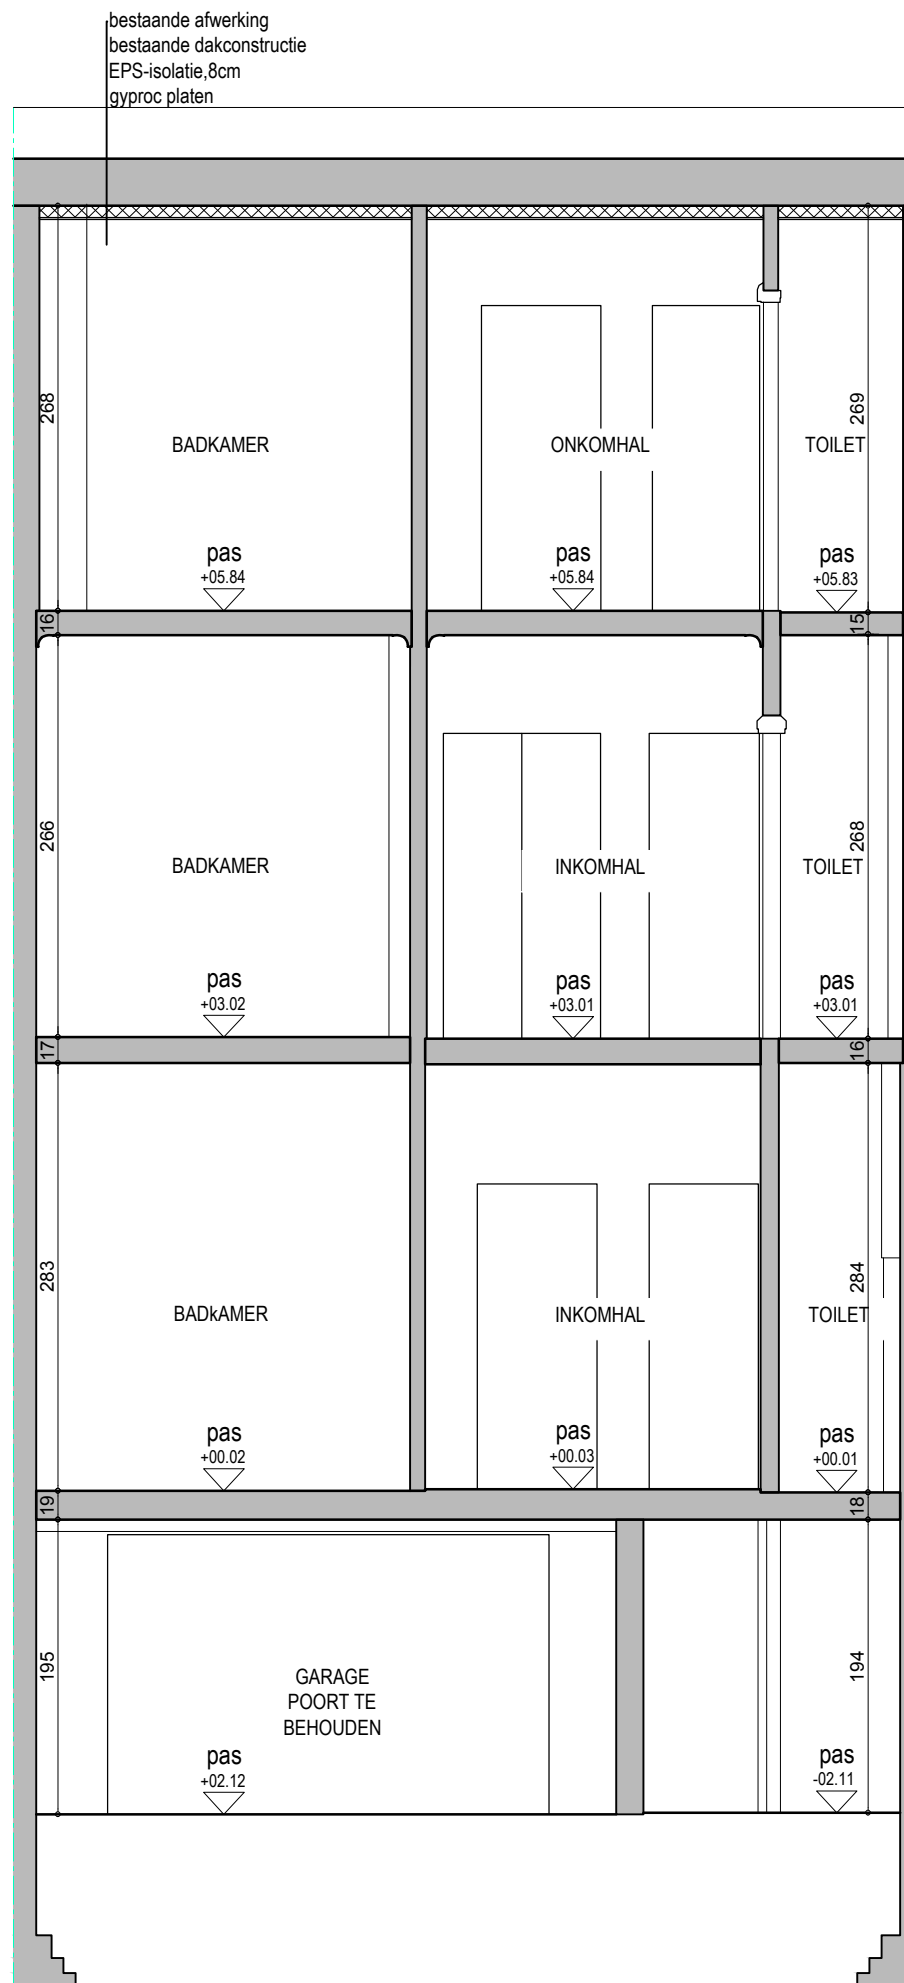 bestaande afwerking
bestaande dakconstructie
EPS-isolatie,8cm
gyproc platen
268
269
BADKAMER
ONKOMHAL
TOILET
pas
+05.84
pas
+05.84
pas
+05.83
16
15
266
268
BADKAMER
INKOMHAL
TOILET
pas
+03.02
pas
+03.01
pas
+03.01
17
16
283
284
BADkAMER
INKOMHAL
TOILET
pas
+00.02
pas
+00.03
pas
+00.01
19
18
195
194
GARAGE
POORT TE
BEHOUDEN
pas
+02.12
pas
-02.11